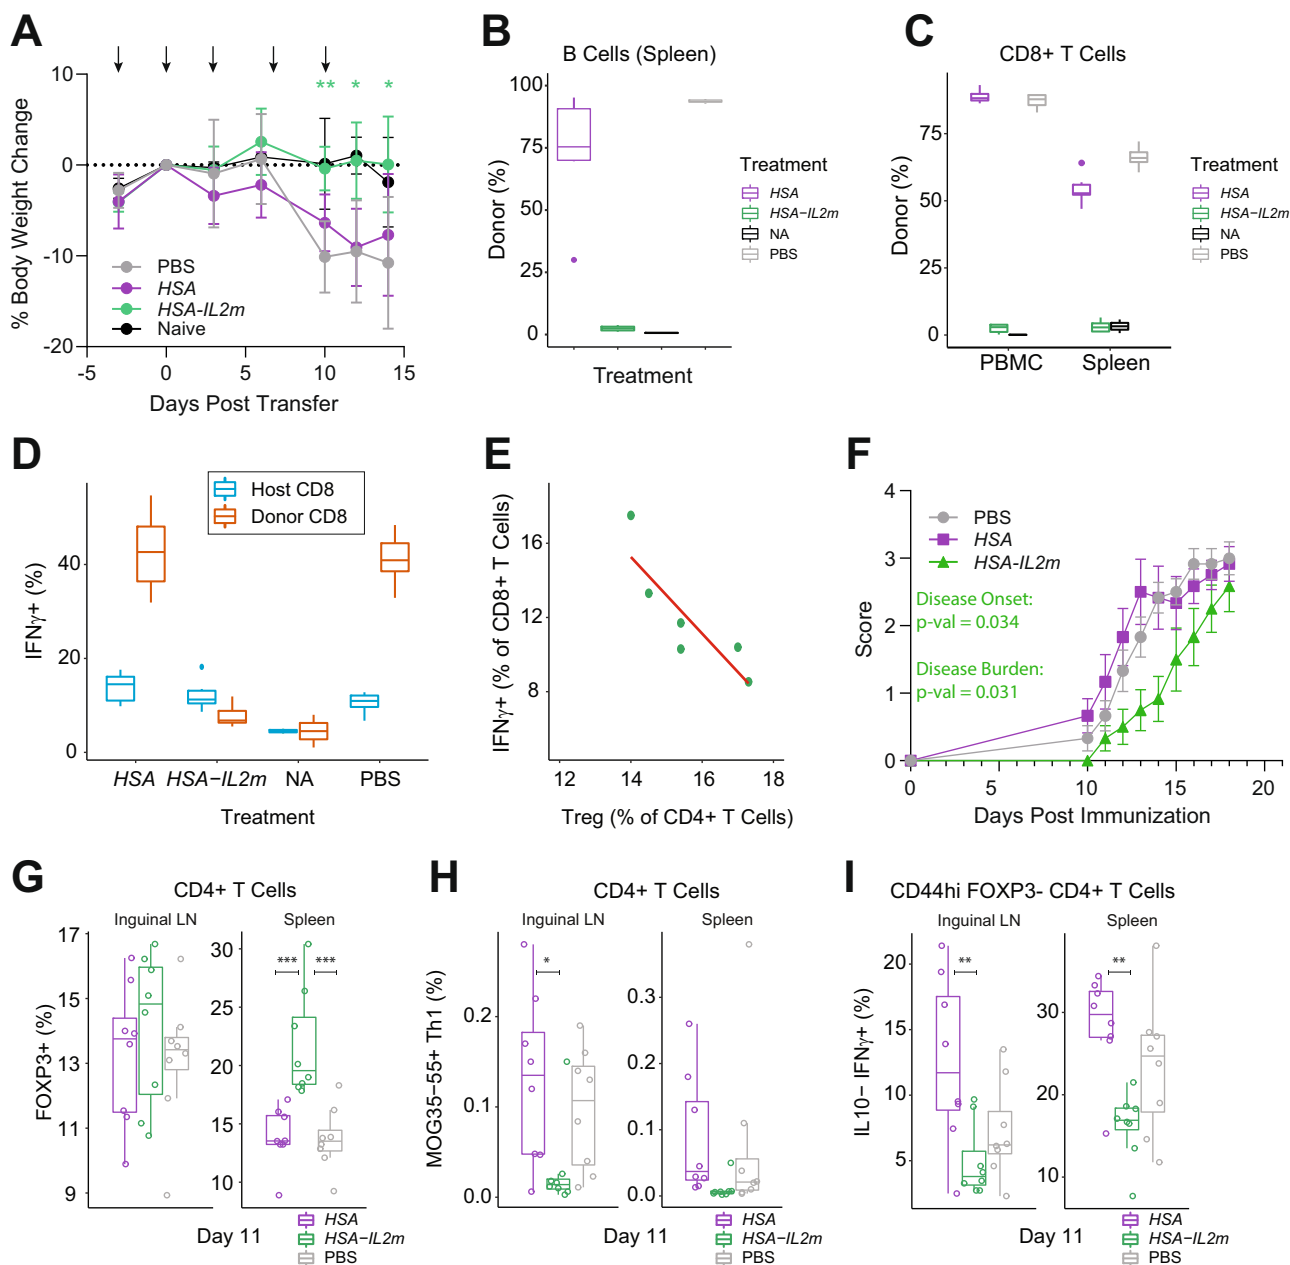 A
10
0
-10
-20
% Body Weight Change
** * *
PBS
HSA
HSA-IL2m
Naive
-5 0 5 10 15
Days Post Transfer
B
B Cells (Spleen)
100
75
50
25
0
Donor (%)
Treatment
Treatment
HSA
HSA−IL2m
NA
PBS
C
CD8+ T Cells
75
50
25
0
Donor (%)
PBMC Spleen
Treatment
HSA
HSA−IL2m
NA
PBS
D
Host CD8
Donor CD8
40
20
0
IFNγ+ (%)
HSA HSA−IL2m NA PBS
Treatment
E
16
12
8
IFNγ+ (% of CD8+ T Cells)
12 14 16 18
Treg (% of CD4+ T Cells)
F
4
3
2
1
0
Score
PBS
HSA
HSA-IL2m
Disease Onset:
p-val = 0.034
Disease Burden:
p-val = 0.031
0 5 10 15 20
Days Post Immunization
G
CD4+ T Cells
Inguinal LN Spleen
17
15
13
11
9
FOXP3+ (%)
30
25
20
15
10
*** ***
Day 11
HSA
HSA−IL2m
PBS
H
CD4+ T Cells
Inguinal LN Spleen
0.2
0.1
0.0
MOG35−55+ Th1 (%)
*
0.3
0.2
0.1
0.0
Day 11
HSA
HSA−IL2m
PBS
I
CD44hi FOXP3- CD4+ T Cells
Inguinal LN Spleen
20
15
10
5
IL10− IFNγ+ (%)
**
30
20
10
**
Day 11
HSA
HSA−IL2m
PBS